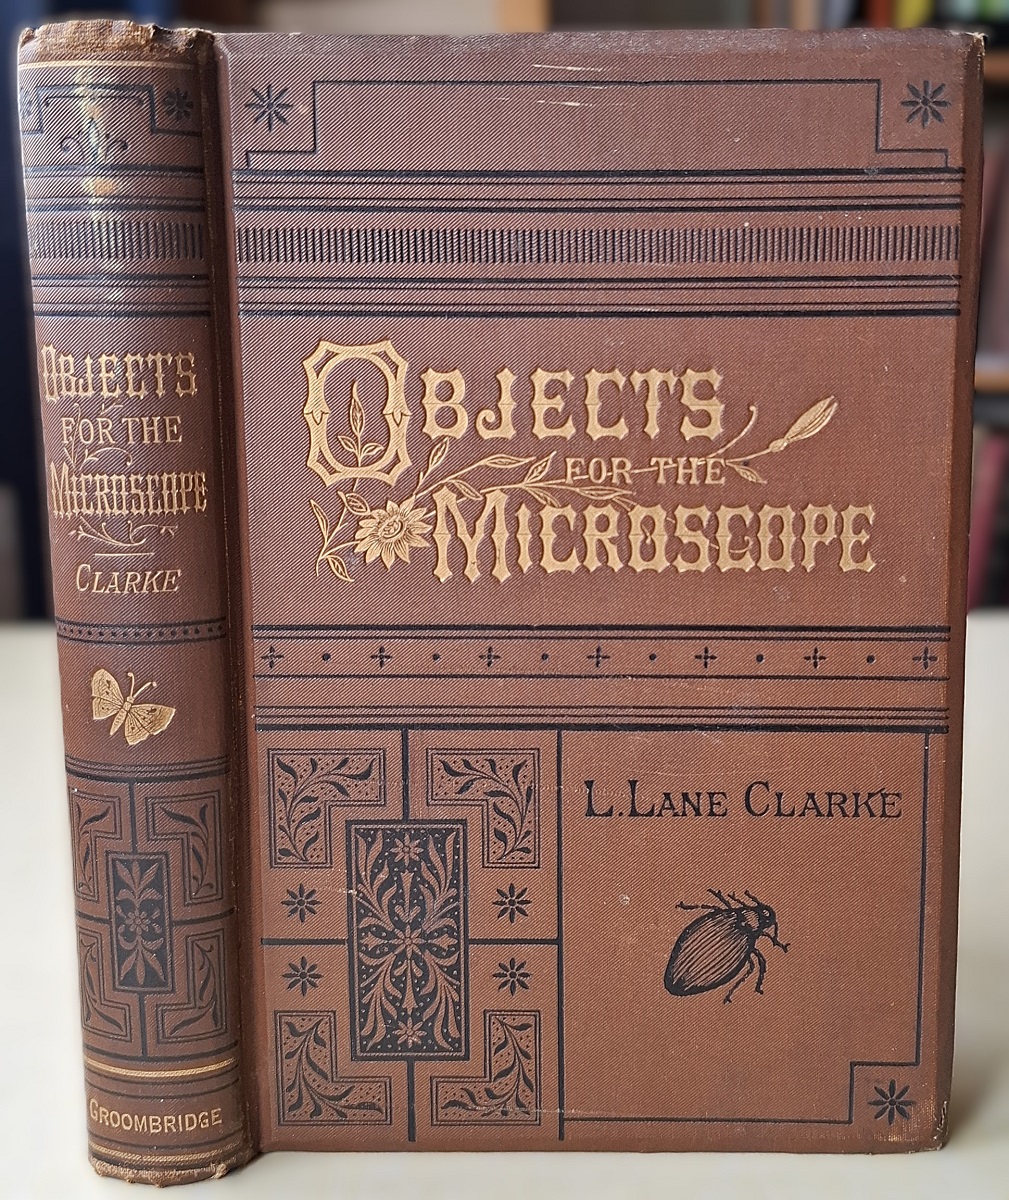 OBJECTS
FOR THE
MICROSCOPE
CLARKE
GROOMBRIDGE
OBJECTS
FOR THE
MICROSCOPE
L. LANE CLARKE